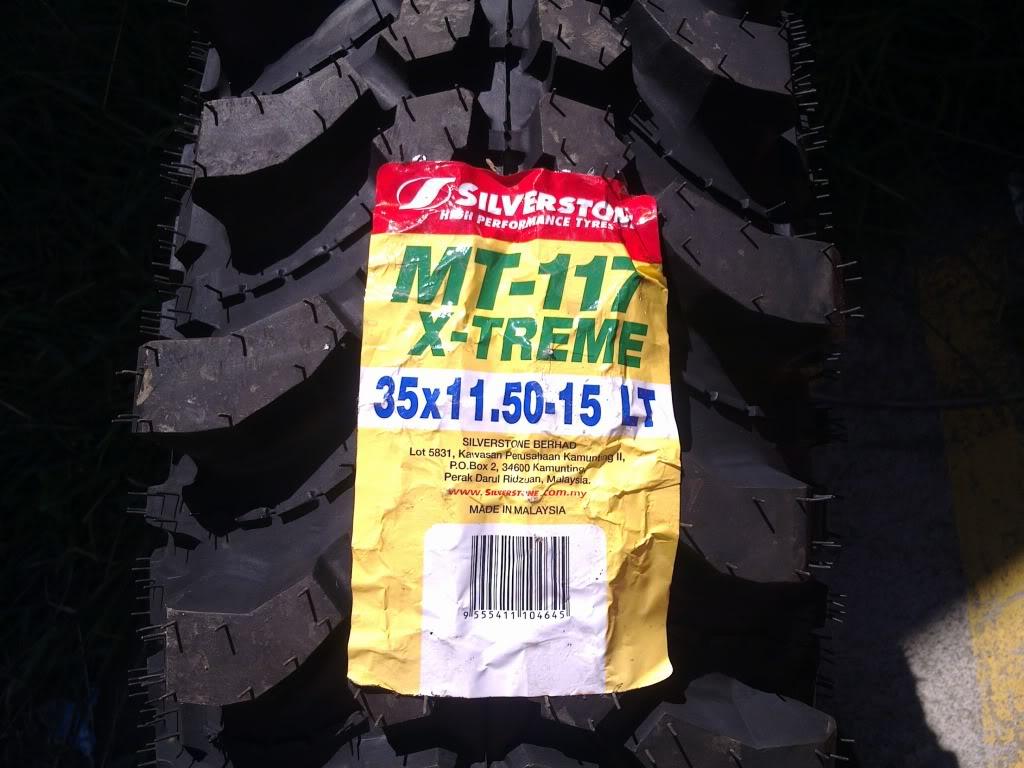 SILVERSTONE
HIGH PERFORMANCE TYRES
MT-117
X-TREME
35x11.50-15 LT
SILVERSTONE BERHAD
Lot 5831, Kawasan Perusahaan Kamunting II,
P.O.Box 2, 34600 Kamunting,
Perak Darul Ridzuan, Malaysia.
www.SILVERSTONE.com.my
MADE IN MALAYSIA
9 555411 104645